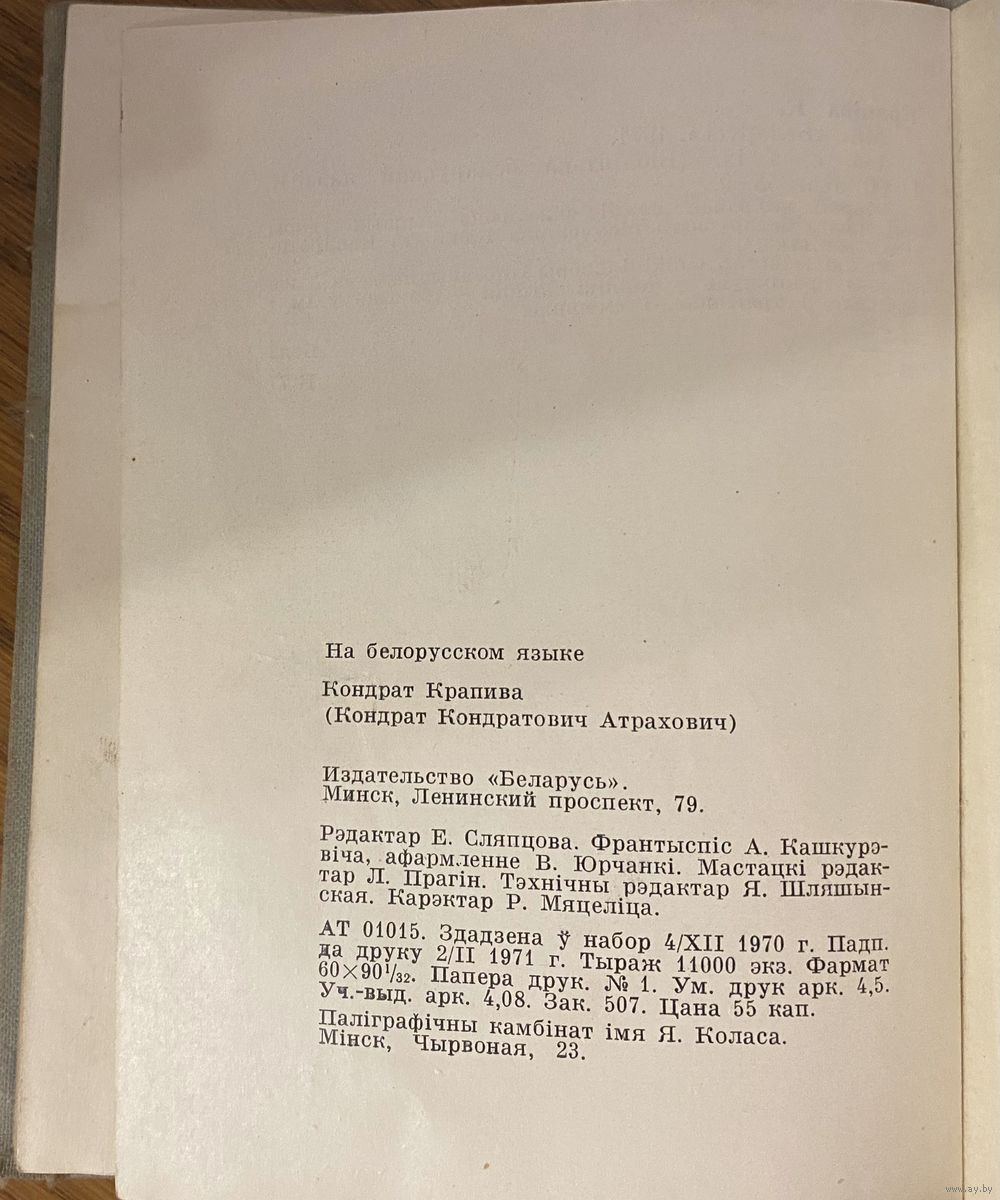 На белорусском языке
Кондрат Крапива
(Кондрат Кондратович Атрахович)
Издательство «Беларусь».
Минск, Ленинский проспект, 79.
Рэдактар Е. Сляпцова. Франтыспіс А. Кашкурэ-
віча, афармленне В. Юрчанкі. Мастацкі рэдак-
тар Л. Прагін. Тэхнічны рэдактар Я. Шляшын-
ская. Карэктар Р. Мяцеліца.
АТ 01015. Здадзена ў набор 4/XII 1970 г. Падп.
да друку 2/II 1971 г. Тыраж 11000 экз. Фармат
60×90¹/₃₂. Папера друк. № 1. Ум. друк арк. 4,5.
Уч.-выд. арк. 4,08. Зак. 507. Цана 55 кап.
Паліграфічны камбінат імя Я. Коласа.
Мінск, Чырвоная, 23.
www.ay.by